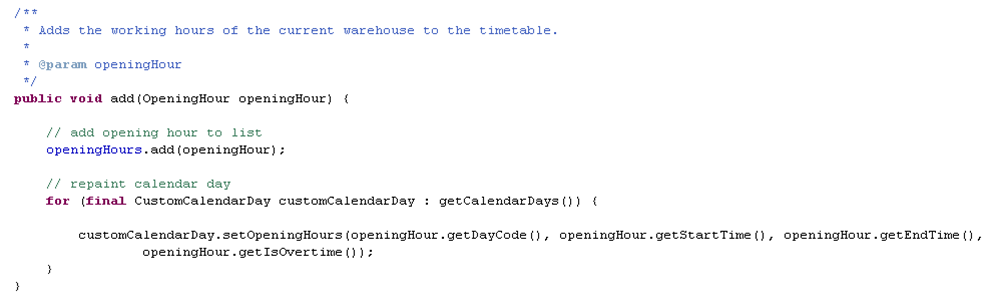 /**
 * Adds the working hours of the current warehouse to the timetable.
 *
 * @param openingHour
 */
public void add(OpeningHour openingHour) {

    // add opening hour to list
    openingHours.add(openingHour);

    // repaint calendar day
    for (final CustomCalendarDay customCalendarDay : getCalendarDays()) {

        customCalendarDay.setOpeningHours(openingHour.getDayCode(), openingHour.getStartTime(), openingHour.getEndTime(),
                openingHour.getIsOvertime());
    }
}